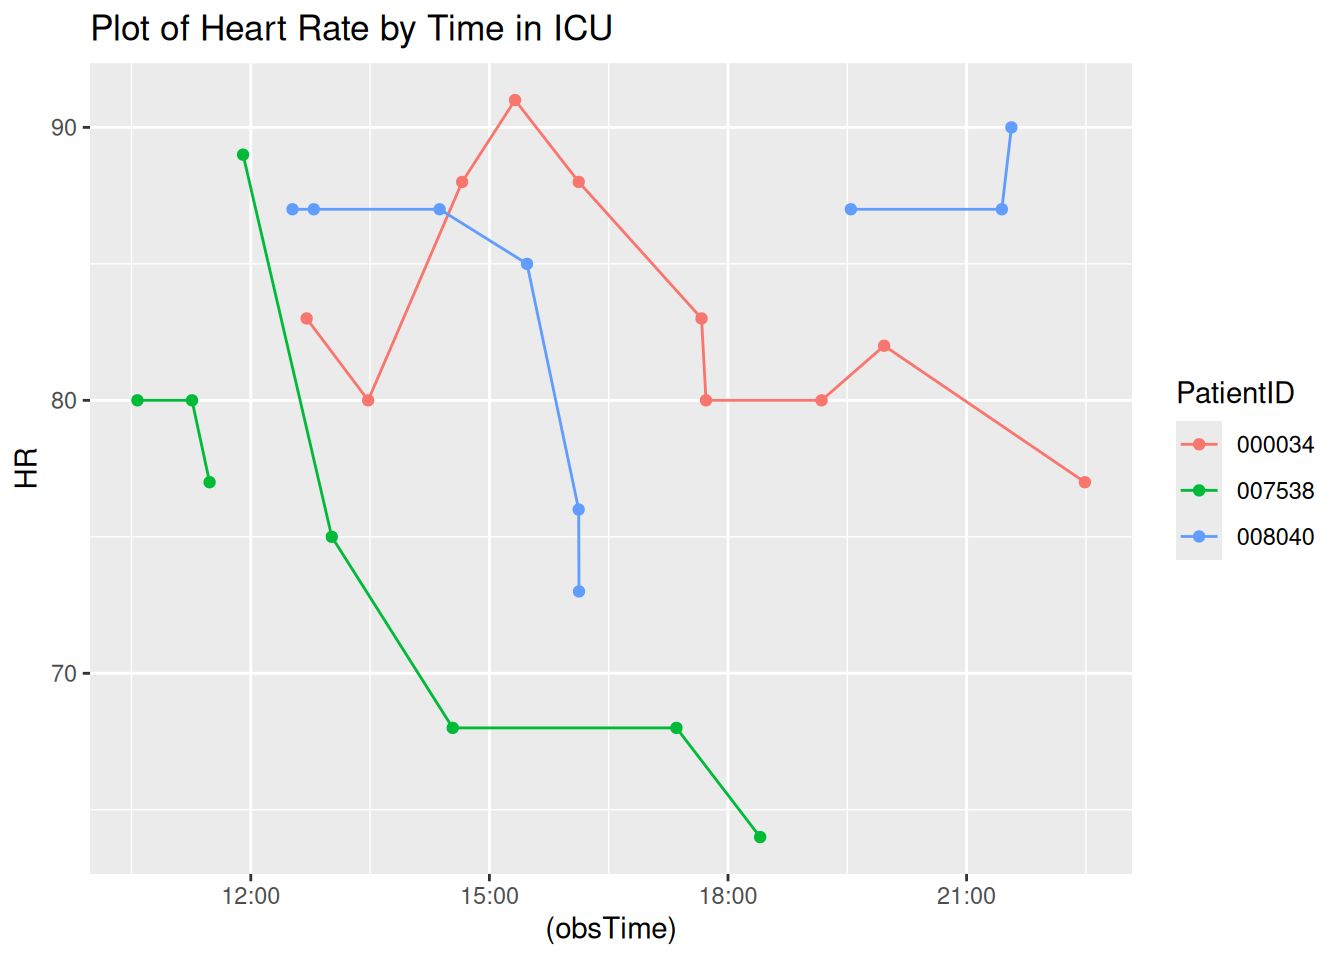 Plot of Heart Rate by Time in ICU
90
80
70
HR
12:00 15:00 18:00 21:00
(obsTime)
PatientID
000034
007538
008040